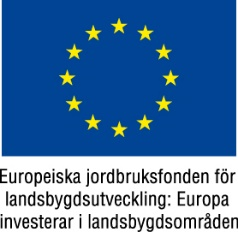 Europeiska jordbruksfonden för
landsbygdsutveckling: Europa
investerar i landsbygdsområden